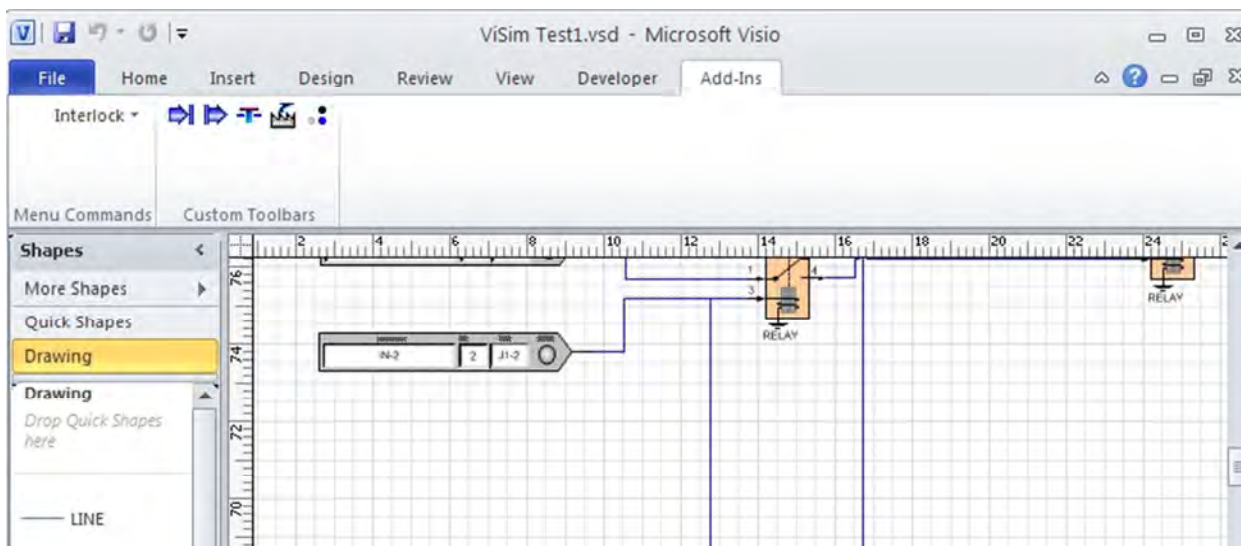 ViSim Test1.vsd - Microsoft Visio
File Home Insert Design Review View Developer Add-Ins
Interlock
Menu Commands Custom Toolbars
Shapes
2 4 6 8 10 12 14 16 18 20 22 24
More Shapes
Quick Shapes
Drawing
Drawing
Drop Quick Shapes
here
LINE
76
74
72
70
1 4
3
RELAY
RELAY
IN-2 2 J1-2